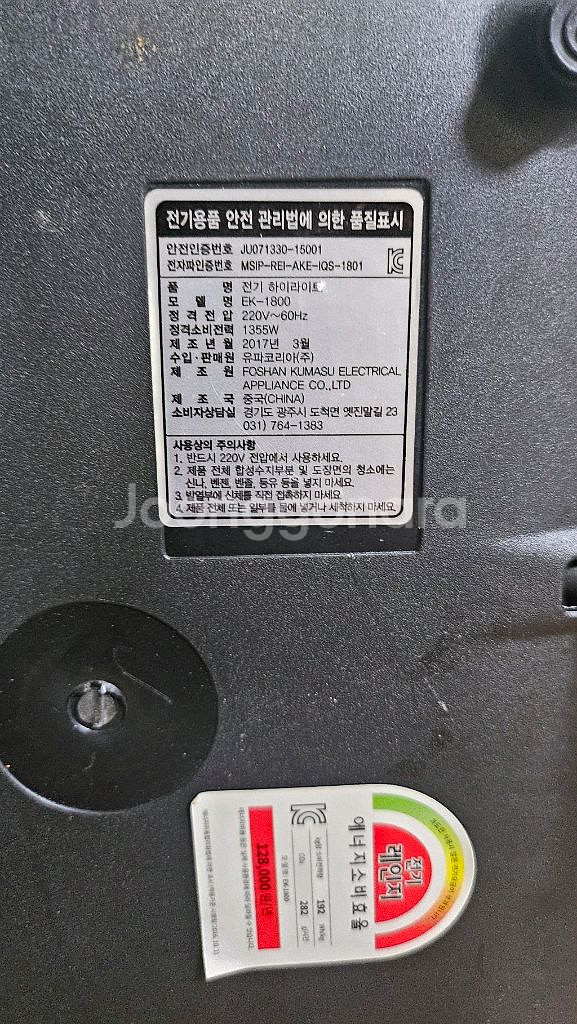 전기용품 안전 관리법에 의한 품질표시
안전인증번호 JU071330-15001
전자파인증번호 MSIP-REI-AKE-IQS-1801
품 명 전기 하이라이트
모 델 명 EK-1800
정 격 전 압 220V~60Hz
정격소비전력 1355W
제 조 년 월 2017년 3월
수입·판매원 유파코리아(주)
제 조 원 FOSHAN KUMASU ELECTRICAL
APPLIANCE CO.,LTD
제 조 국 중국(CHINA)
소비자상담실 경기도 광주시 도척면 옛진말길 23
031) 764-1383
사용상의 주의사항
1. 반드시 220V 전압에서 사용하세요.
2. 제품 전체 합성수지부분 및 도장면의 청소에는
신나, 벤젠, 벤졸, 등유 등을 넣지 마세요.
3. 발열부에 신체를 직접 접촉하지 마세요
4. 제품 전체 또는 일부를 물에 넣거나 세척하지 마세요
Joonggonara
전기
레인지
에너지소비효율
192 Wh/kg
CO₂ 282 g/시간
모델명: EK-1800
128,000 원/년